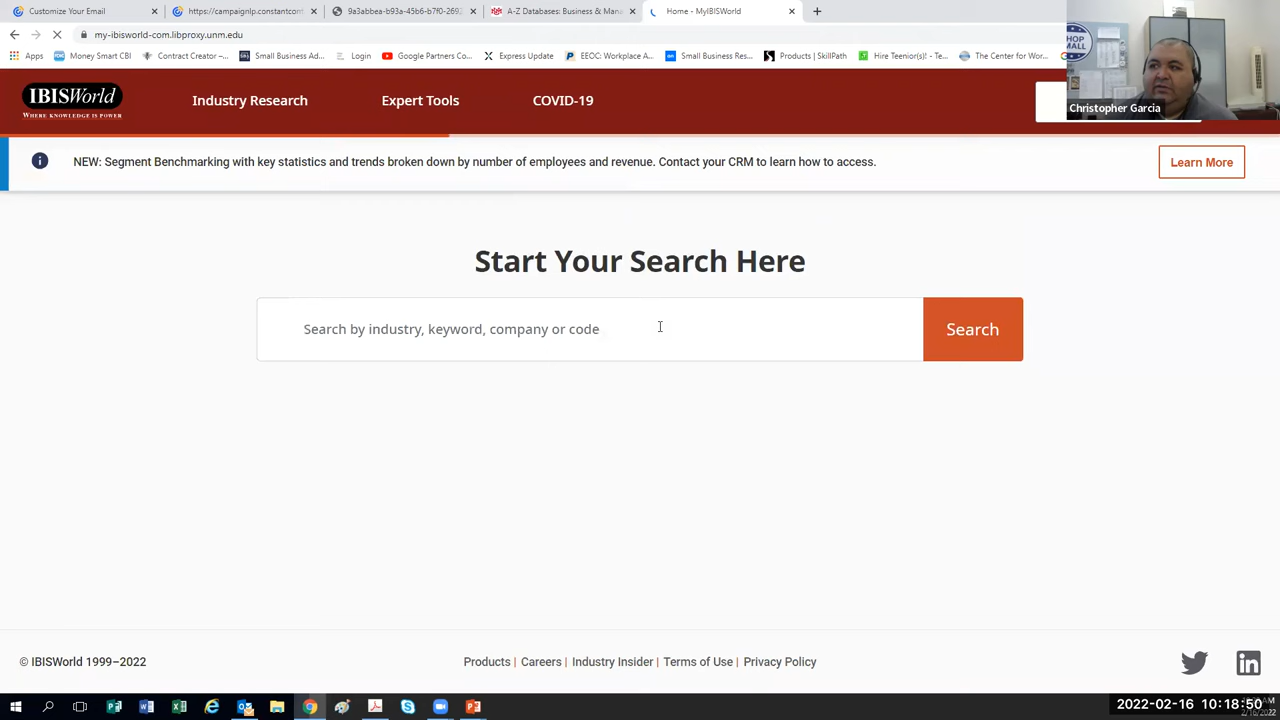 Customize Your Email
https://campaignlp.constantcon
9a3abbea-b93a-45b6-b7f0-269
A-Z Databases: Business & Mana
Home - MyIBISWorld
my-ibisworld-com.libproxy.unm.edu
Apps
Money Smart CBI
Contract Creator –...
Small Business Ad...
Login
Google Partners Co...
Express Update
EEOC: Workplace A...
Small Business Res...
Products | SkillPath
Hire Teenior(s)! - Te...
The Center for Wor...
SHOP
SMALL
Christopher Garcia
IBISWorld
WHERE KNOWLEDGE IS POWER
Industry Research
Expert Tools
COVID-19
NEW: Segment Benchmarking with key statistics and trends broken down by number of employees and revenue. Contact your CRM to learn how to access.
Learn More
Start Your Search Here
Search by industry, keyword, company or code
Search
© IBISWorld 1999–2022
Products | Careers | Industry Insider | Terms of Use | Privacy Policy
2022-02-16 10:18:50